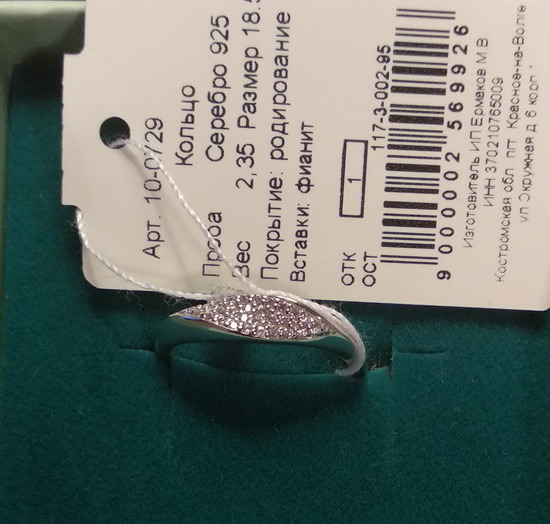 Арт. 10-0729
Кольцо
Проба Серебро 925
Вес 2,35 Размер 18.5
Покрытие: родирование
Вставки: фианит
ОТК 1
ОСТ 117-3-002-95
9 000002 569926
Изготовитель ИП Ермаков М.В
ИНН 370210765009
Костромская обл. пгт Красное-на-Волге
ул Окружная д 6 корп